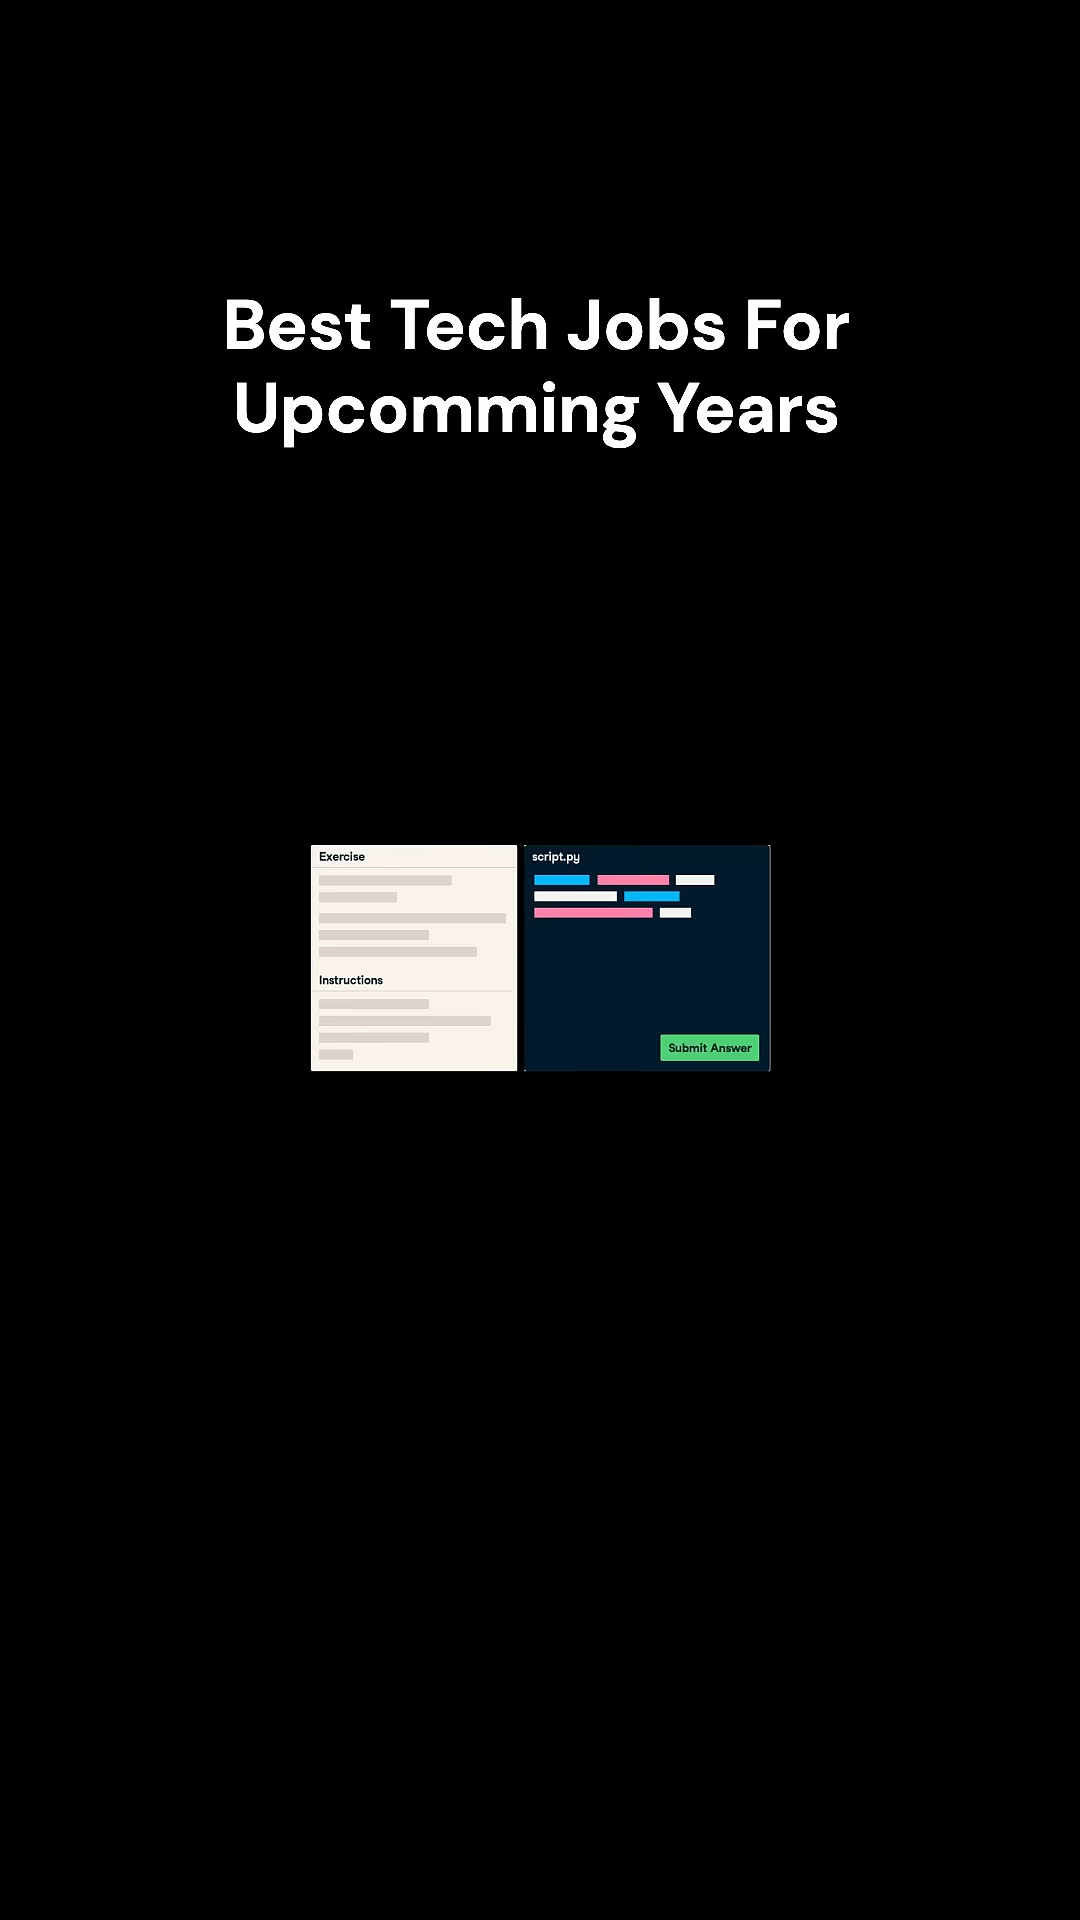 Best Tech Jobs For
Upcomming Years
Exercise
script.py
Instructions
Submit Answer